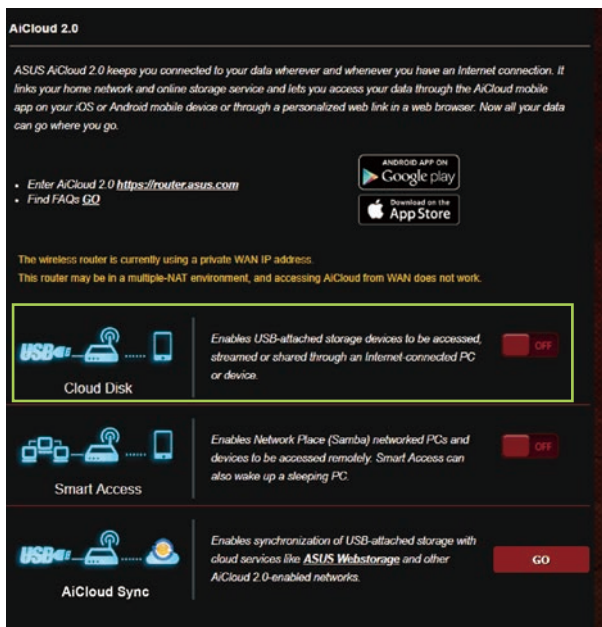 AiCloud 2.0
ASUS AiCloud 2.0 keeps you connected to your data wherever and whenever you have an Internet connection. It
links your home network and online storage service and lets you access your data through the AiCloud mobile
app on your iOS or Android mobile device or through a personalized web link in a web browser. Now all your data
can go where you go.
ANDROID APP ON
Google play
• Enter AiCloud 2.0 https://router.asus.com
• Find FAQs GO
Download on the
App Store
The wireless router is currently using a private WAN IP address.
This router may be in a multiple-NAT environment, and accessing AiCloud from WAN does not work.
USB
Cloud Disk
Enables USB-attached storage devices to be accessed,
streamed or shared through an Internet-connected PC
or device.
OFF
Smart Access
Enables Network Place (Samba) networked PCs and
devices to be accessed remotely. Smart Access can
also wake up a sleeping PC.
OFF
USB
AiCloud Sync
Enables synchronization of USB-attached storage with
cloud services like ASUS Webstorage and other
AiCloud 2.0-enabled networks.
GO